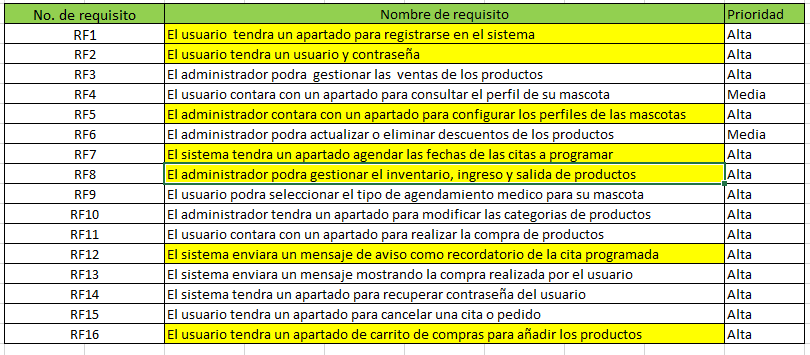 No. de requisito Nombre de requisito Prioridad
RF1 El usuario tendra un apartado para registrarse en el sistema Alta
RF2 El usuario tendra un usuario y contraseña Alta
RF3 El administrador podra gestionar las ventas de los productos Alta
RF4 El usuario contara con un apartado para consultar el perfil de su mascota Media
RF5 El administrador contara con un apartado para configurar los perfiles de las mascotas Alta
RF6 El administrador podra actualizar o eliminar descuentos de los productos Media
RF7 El sistema tendra un apartado agendar las fechas de las citas a programar Alta
RF8 El administrador podra gestionar el inventario, ingreso y salida de productos Alta
RF9 El usuario podra seleccionar el tipo de agendamiento medico para su mascota Alta
RF10 El administrador tendra un apartado para modificar las categorias de productos Alta
RF11 El usuario contara con un apartado para realizar la compra de productos Alta
RF12 El sistema enviara un mensaje de aviso como recordatorio de la cita programada Alta
RF13 El sistema enviara un mensaje mostrando la compra realizada por el usuario Alta
RF14 El sistema tendra un apartado para recuperar contraseña del usuario Alta
RF15 El usuario tendra un apartado para cancelar una cita o pedido Alta
RF16 El usuario tendra un apartado de carrito de compras para añadir los productos Alta